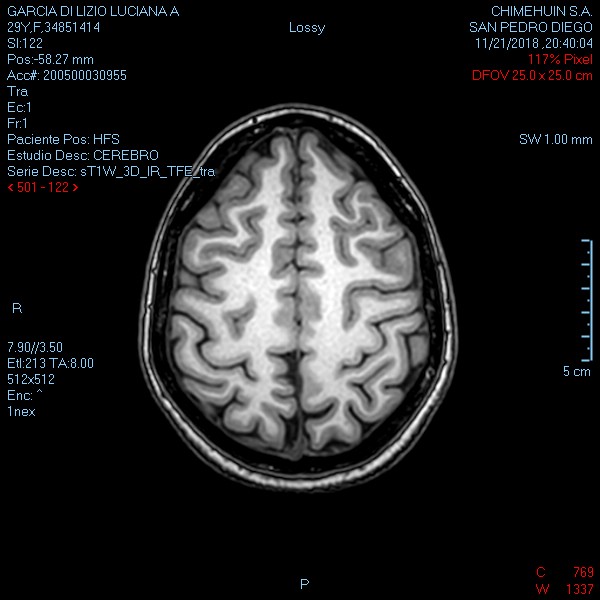 GARCIA DI LIZIO LUCIANA A
29Y,F,34851414
Sl:122
Pos:-58.27 mm
Acc#: 200500030955
Tra
Ec:1
Fr:1
Paciente Pos: HFS
Estudio Desc: CEREBRO
Serie Desc: sT1W_3D_IR_TFE_tra
< 501 - 122 >
Lossy
CHIMEHUIN S.A.
SAN PEDRO DIEGO
11/21/2018 ,20:40:04
117% Pixel
DFOV 25.0 x 25.0 cm
SW 1.00 mm
R
5 cm
7.90//3.50
Etl:213 TA:8.00
512x512
Enc: ^
1nex
P
C 769
W 1337